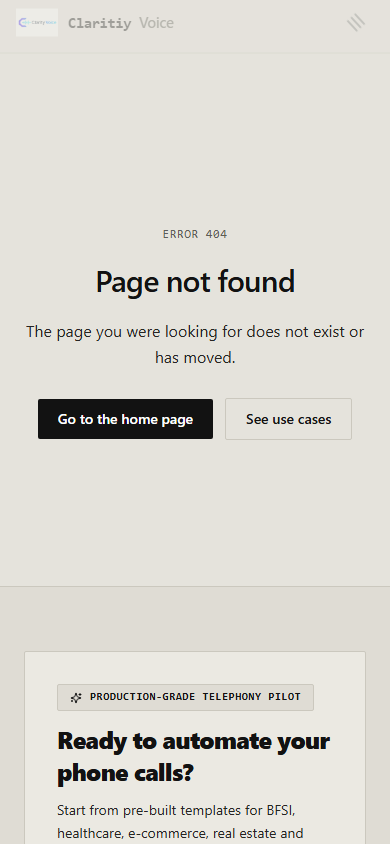 Claritiy Voice
ERROR 404
Page not found
The page you were looking for does not exist or
has moved.
Go to the home page
See use cases
PRODUCTION-GRADE TELEPHONY PILOT
Ready to automate your
phone calls?
Start from pre-built templates for BFSI,
healthcare, e-commerce, real estate and